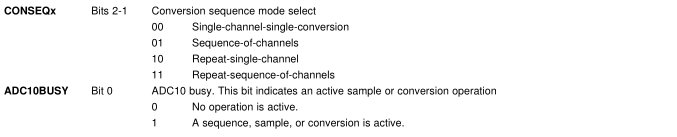 CONSEQx Bits 2-1 Conversion sequence mode select
00 Single-channel-single-conversion
01 Sequence-of-channels
10 Repeat-single-channel
11 Repeat-sequence-of-channels
ADC10BUSY Bit 0 ADC10 busy. This bit indicates an active sample or conversion operation
0 No operation is active.
1 A sequence, sample, or conversion is active.